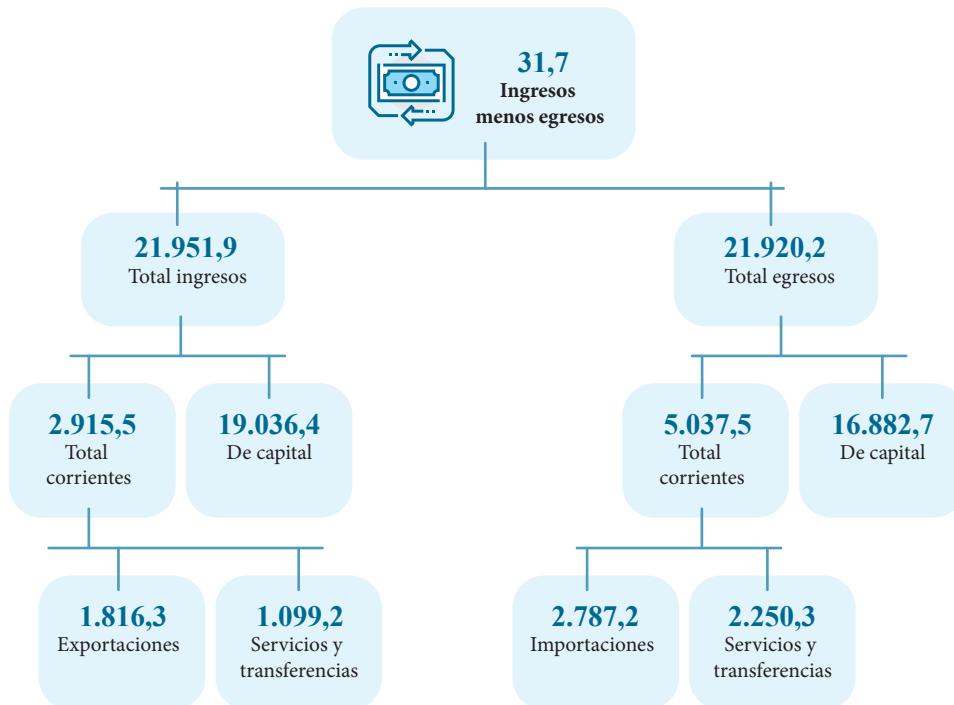 31,7
Ingresos
menos egresos
21.951,9
Total ingresos
21.920,2
Total egresos
2.915,5
Total
corrientes
19.036,4
De capital
5.037,5
Total
corrientes
16.882,7
De capital
1.816,3
Exportaciones
1.099,2
Servicios y
transferencias
2.787,2
Importaciones
2.250,3
Servicios y
transferencias